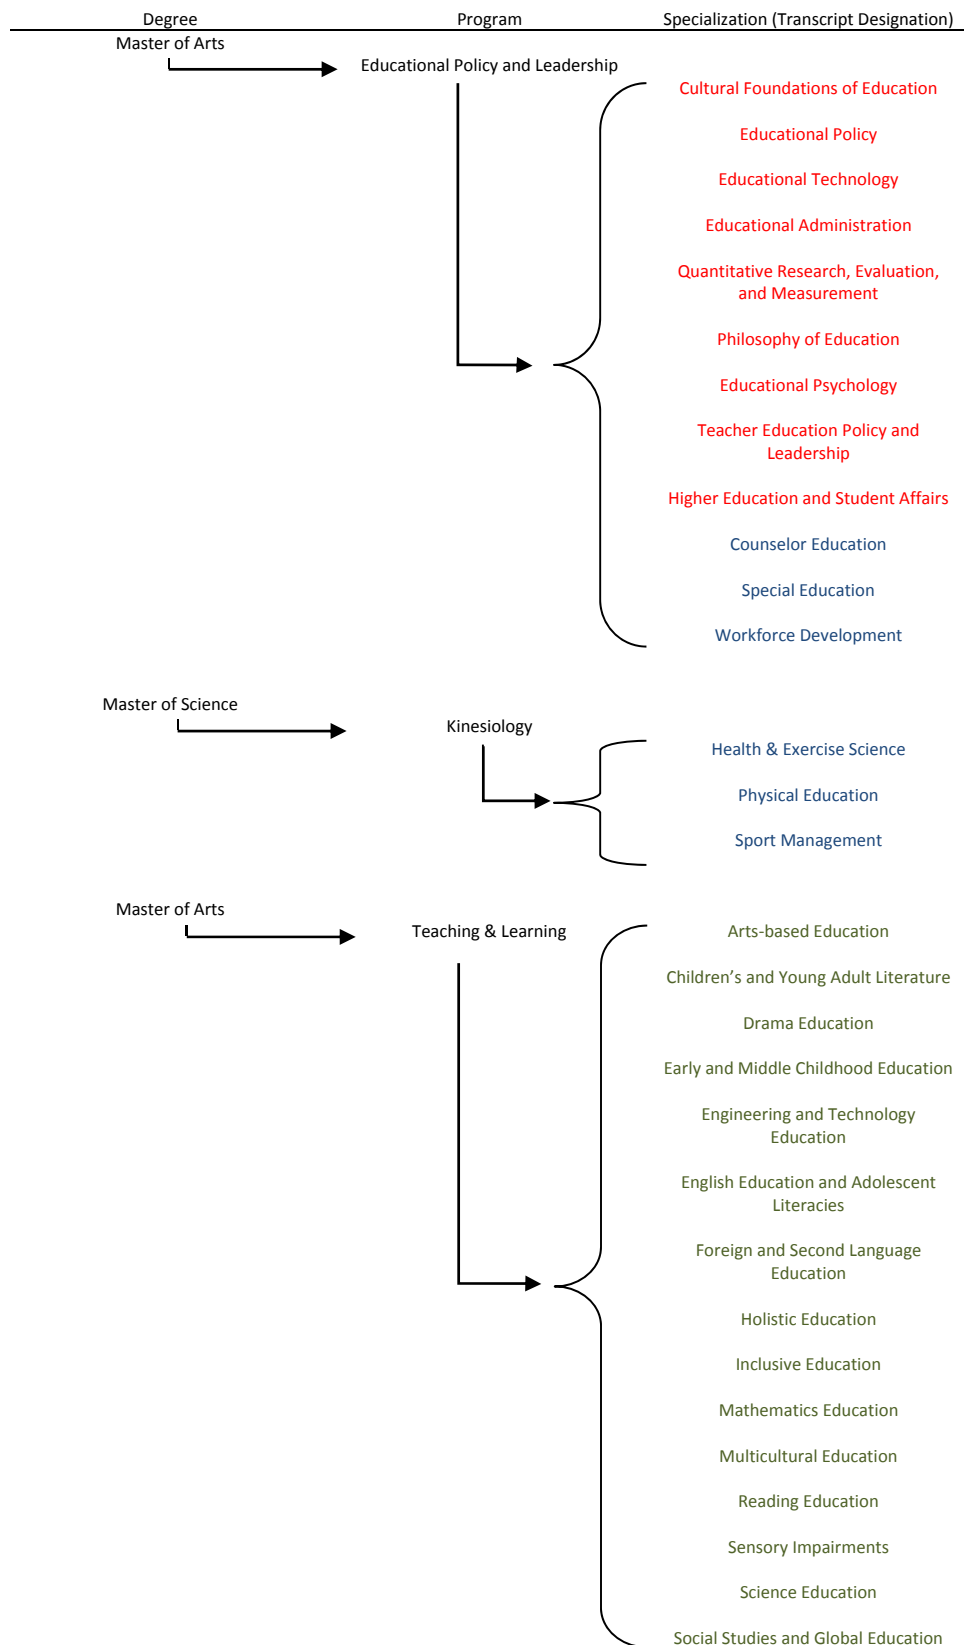 Degree Program Specialization (Transcript Designation)
Master of Arts
Educational Policy and Leadership
Cultural Foundations of Education
Educational Policy
Educational Technology
Educational Administration
Quantitative Research, Evaluation,
and Measurement
Philosophy of Education
Educational Psychology
Teacher Education Policy and
Leadership
Higher Education and Student Affairs
Counselor Education
Special Education
Workforce Development
Master of Science
Kinesiology
Health & Exercise Science
Physical Education
Sport Management
Master of Arts
Teaching & Learning
Arts-based Education
Children’s and Young Adult Literature
Drama Education
Early and Middle Childhood Education
Engineering and Technology
Education
English Education and Adolescent
Literacies
Foreign and Second Language
Education
Holistic Education
Inclusive Education
Mathematics Education
Multicultural Education
Reading Education
Sensory Impairments
Science Education
Social Studies and Global Education